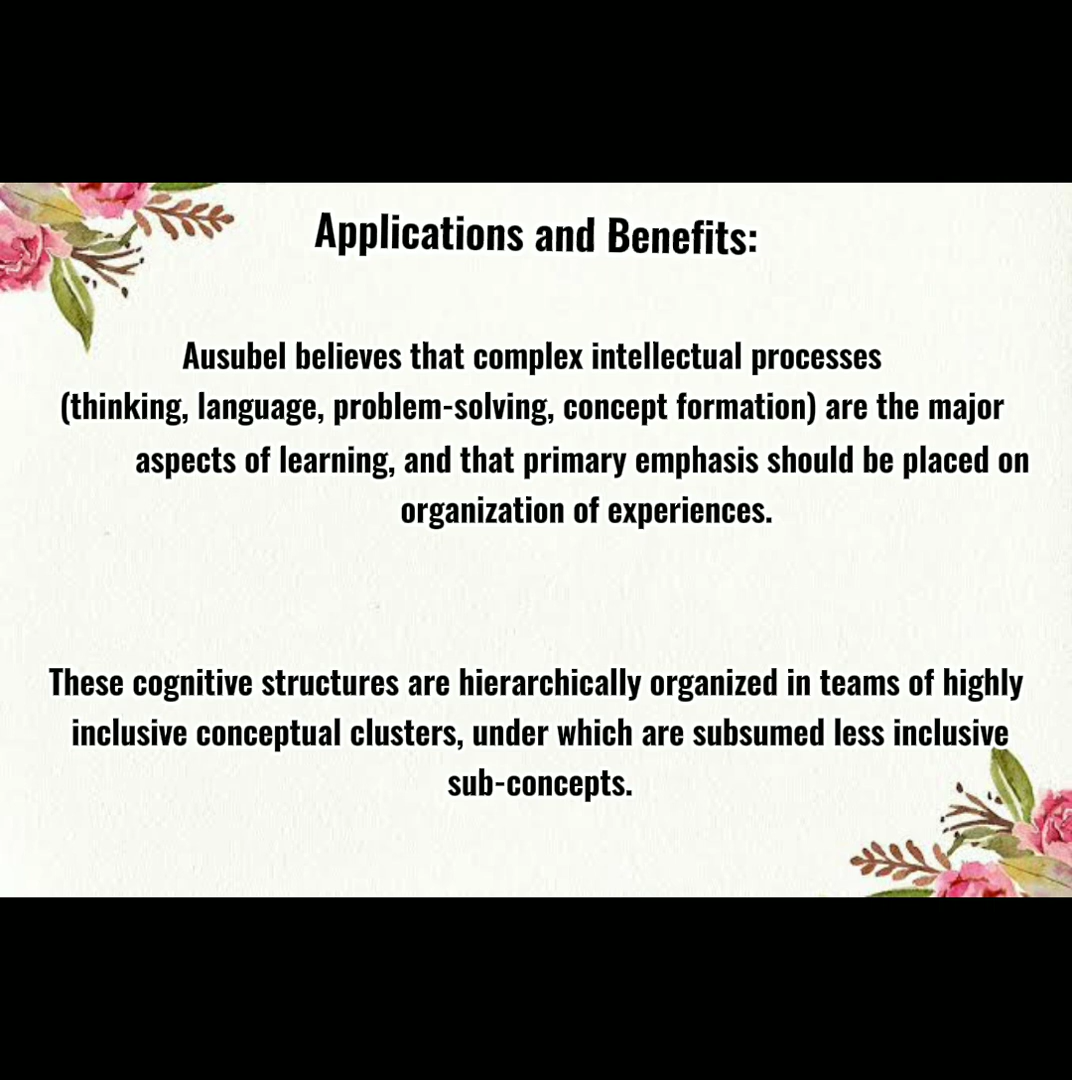 Applications and Benefits:
Ausubel believes that complex intellectual processes
(thinking, language, problem-solving, concept formation) are the major
aspects of learning, and that primary emphasis should be placed on
organization of experiences.
These cognitive structures are hierarchically organized in teams of highly
inclusive conceptual clusters, under which are subsumed less inclusive
sub-concepts.